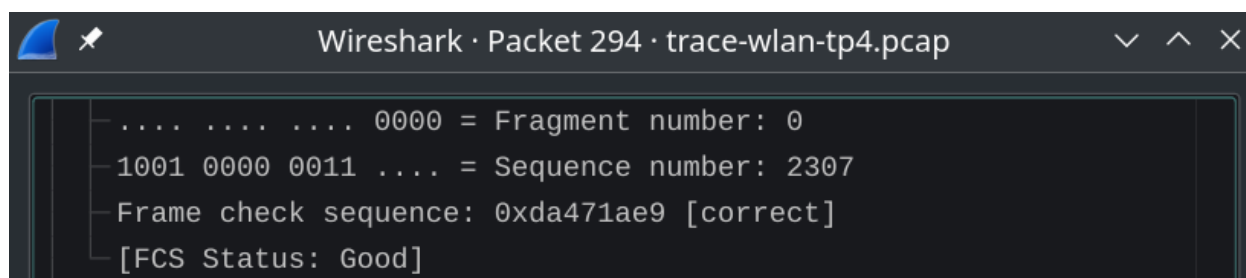 Wireshark · Packet 294 · trace-wlan-tp4.pcap
.... .... .... 0000 = Fragment number: 0
1001 0000 0011 .... = Sequence number: 2307
Frame check sequence: 0xda471ae9 [correct]
[FCS Status: Good]